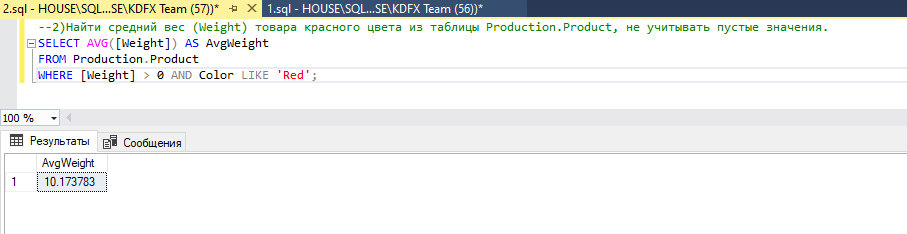 2.sql - HOUSE\SQL...SE\KDFX Team (57))* 1.sql - HOUSE\SQL...SE\KDFX Team (56))*
--2)Найти средний вес (Weight) товара красного цвета из таблицы Production.Product, не учитывать пустые значения.
SELECT AVG([Weight]) AS AvgWeight
FROM Production.Product
WHERE [Weight] > 0 AND Color LIKE 'Red';
100 %
Результаты Сообщения
AvgWeight
1 10.173783